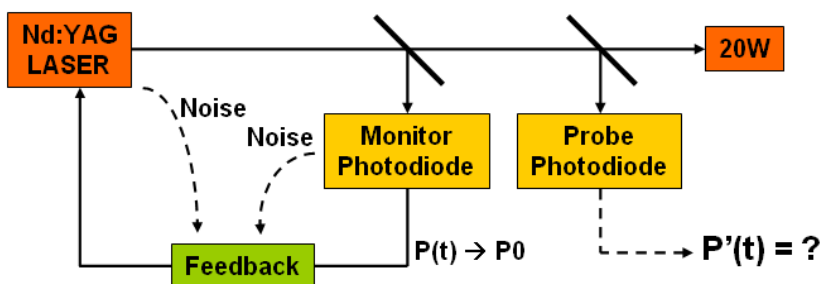 Nd:YAG
LASER
20W
Noise
Noise
Monitor
Photodiode
Probe
Photodiode
P(t) → P0
P'(t) = ?
Feedback